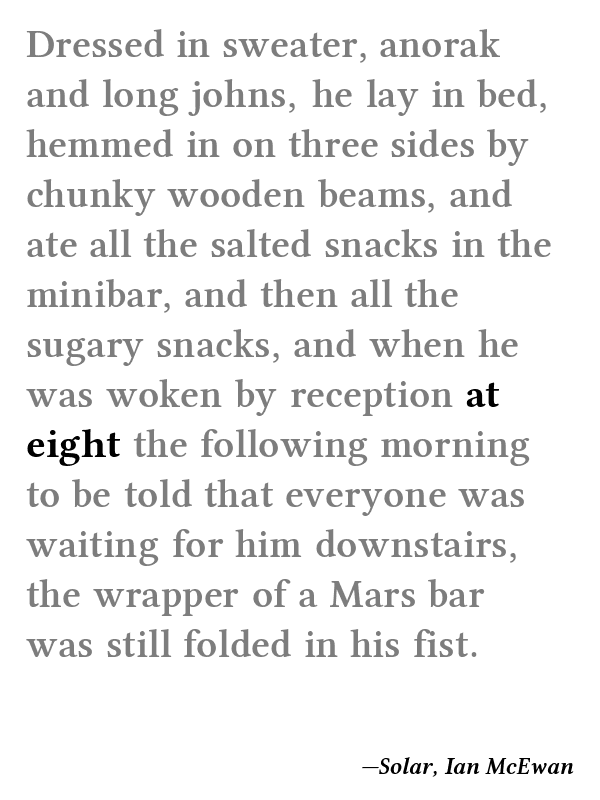 Dressed in sweater, anorak
and long johns, he lay in bed,
hemmed in on three sides by
chunky wooden beams, and
ate all the salted snacks in the
minibar, and then all the
sugary snacks, and when he
was woken by reception at
eight the following morning
to be told that everyone was
waiting for him downstairs,
the wrapper of a Mars bar
was still folded in his fist.
—Solar, Ian McEwan